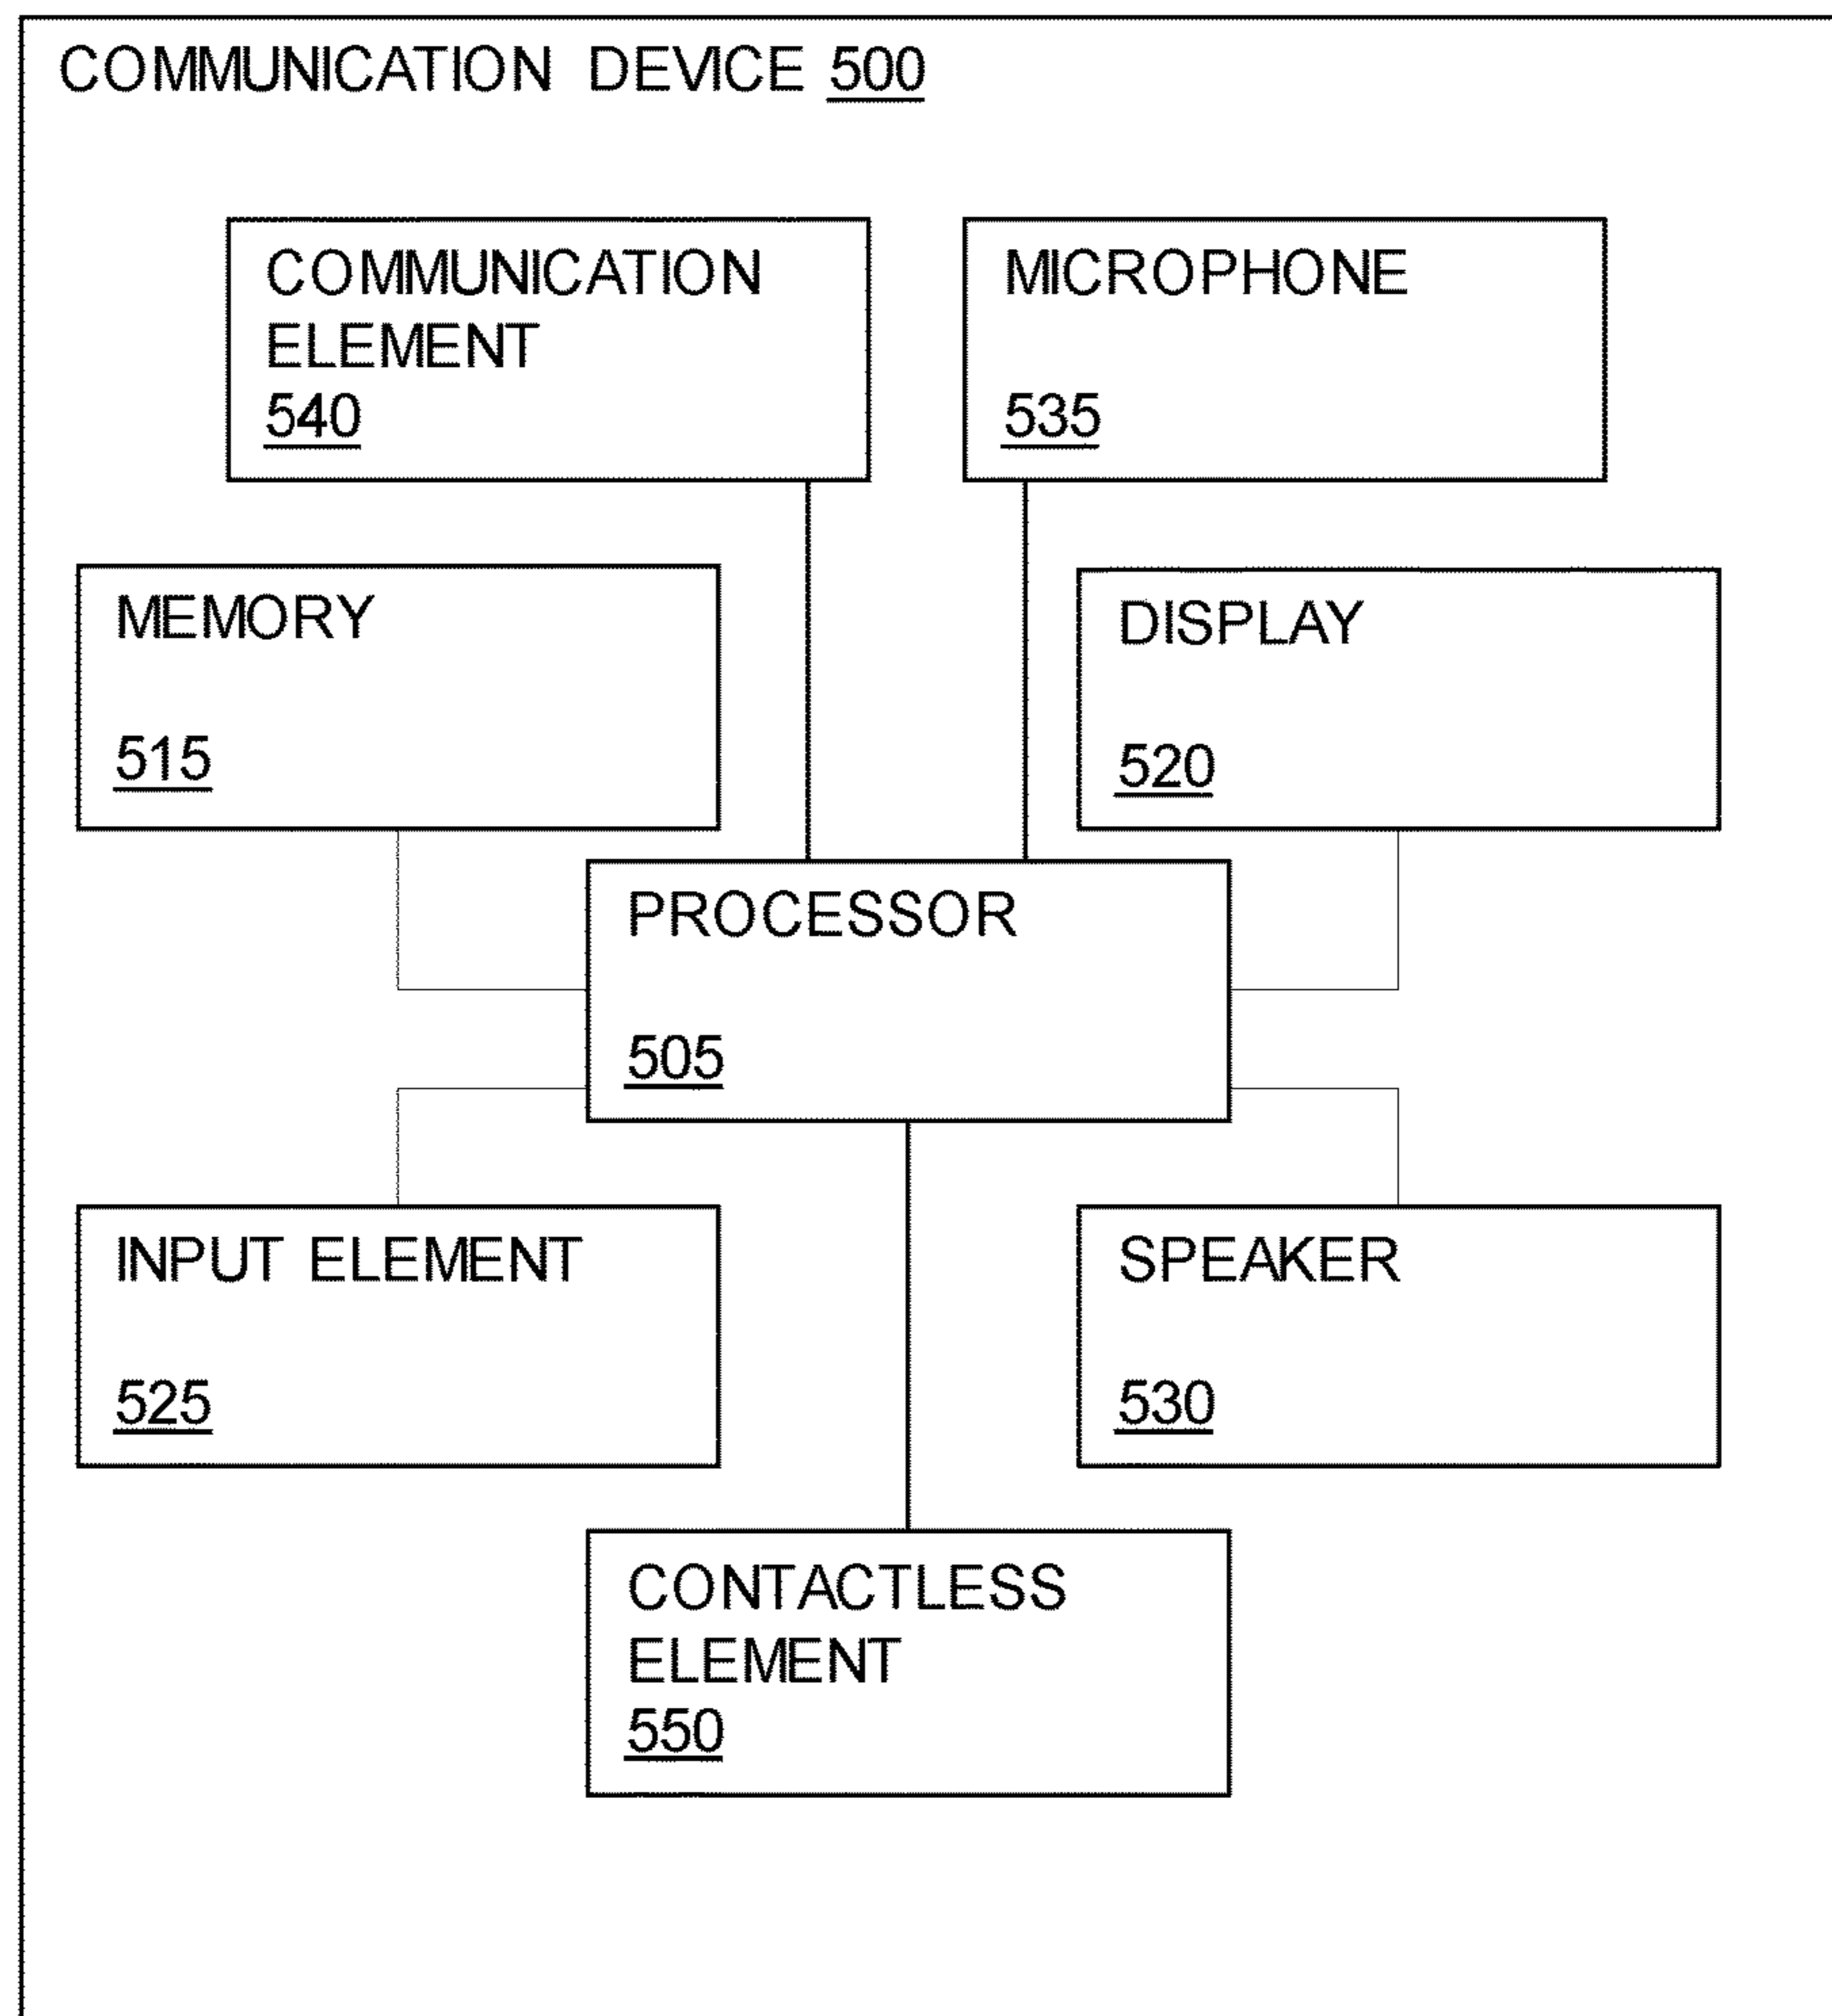 COMMUNICATION DEVICE 500
COMMUNICATION
ELEMENT
540
MICROPHONE
535
MEMORY
515
DISPLAY
520
PROCESSOR
505
INPUT ELEMENT
525
SPEAKER
530
CONTACTLESS
ELEMENT
550